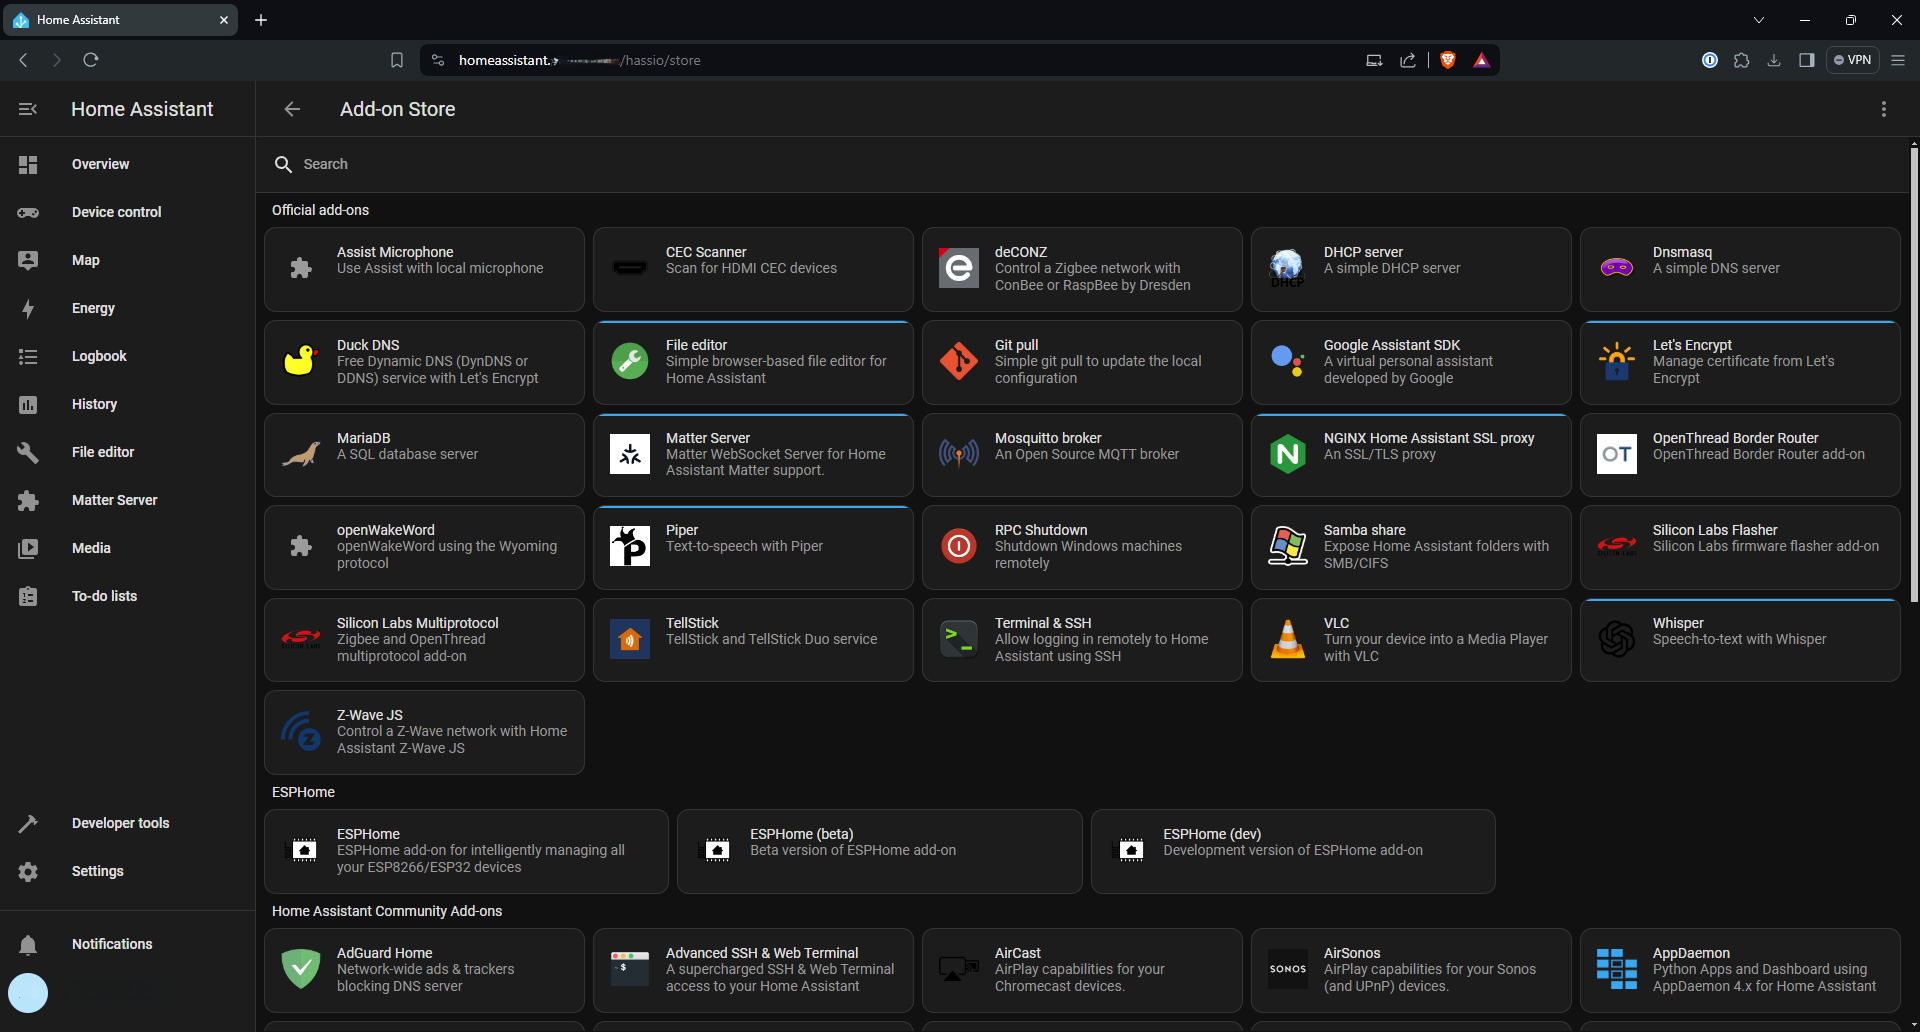 Home Assistant
homeassistant.
/hassio/store
VPN
Home Assistant
Add-on Store
Overview
Device control
Map
Energy
Logbook
History
File editor
Matter Server
Media
To-do lists
Developer tools
Settings
Notifications
Search
Official add-ons
Assist Microphone
Use Assist with local microphone
CEC Scanner
Scan for HDMI CEC devices
deCONZ
Control a Zigbee network with
ConBee or RaspBee by Dresden
DHCP
DHCP server
A simple DHCP server
Dnsmasq
A simple DNS server
Duck DNS
Free Dynamic DNS (DynDNS or
DDNS) service with Let's Encrypt
File editor
Simple browser-based file editor for
Home Assistant
Git pull
Simple git pull to update the local
configuration
Google Assistant SDK
A virtual personal assistant
developed by Google
Let's Encrypt
Manage certificate from Let's
Encrypt
MariaDB
A SQL database server
Matter Server
Matter WebSocket Server for Home
Assistant Matter support.
Mosquitto broker
An Open Source MQTT broker
N
NGINX Home Assistant SSL proxy
An SSL/TLS proxy
OT
OpenThread Border Router
OpenThread Border Router add-on
openWakeWord
openWakeWord using the Wyoming
protocol
Piper
Text-to-speech with Piper
RPC Shutdown
Shutdown Windows machines
remotely
Samba share
Expose Home Assistant folders with
SMB/CIFS
SILICON LABS
Silicon Labs Flasher
Silicon Labs firmware flasher add-on
SILICON LABS
Silicon Labs Multiprotocol
Zigbee and OpenThread
multiprotocol add-on
TellStick
TellStick and TellStick Duo service
Terminal & SSH
Allow logging in remotely to Home
Assistant using SSH
VLC
Turn your device into a Media Player
with VLC
Whisper
Speech-to-text with Whisper
Z-Wave JS
Control a Z-Wave network with Home
Assistant Z-Wave JS
ESPHome
ESPHome
ESPHome add-on for intelligently managing all
your ESP8266/ESP32 devices
ESPHome (beta)
Beta version of ESPHome add-on
ESPHome (dev)
Development version of ESPHome add-on
Home Assistant Community Add-ons
AdGuard Home
Network-wide ads & trackers
blocking DNS server
~ $
Advanced SSH & Web Terminal
A supercharged SSH & Web Terminal
access to your Home Assistant
AirCast
AirPlay capabilities for your
Chromecast devices.
SONOS
AirSonos
AirPlay capabilities for your Sonos
(and UPnP) devices.
AppDaemon
Python Apps and Dashboard using
AppDaemon 4.x for Home Assistant